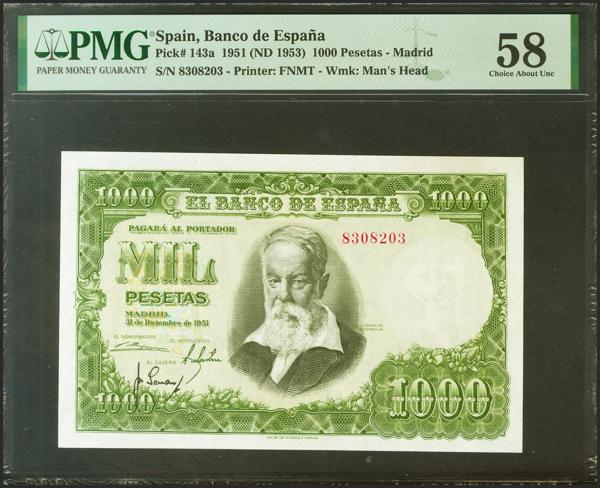 PMG
PAPER MONEY GUARANTY
Spain, Banco de España
Pick# 143a 1951 (ND 1953) 1000 Pesetas - Madrid
S/N 8308203 - Printer: FNMT - Wmk: Man's Head
58
Choice About Unc
1000
1000
EL BANCO DE ESPAÑA
PAGARÁ AL PORTADOR
8308203
MIL
PESETAS
MADRID
31 de Diciembre de 1951
EL GOBERNADOR
EL INTERVENTOR
EL CAJERO
JOAQUIN
SOROLLA
1000
1000